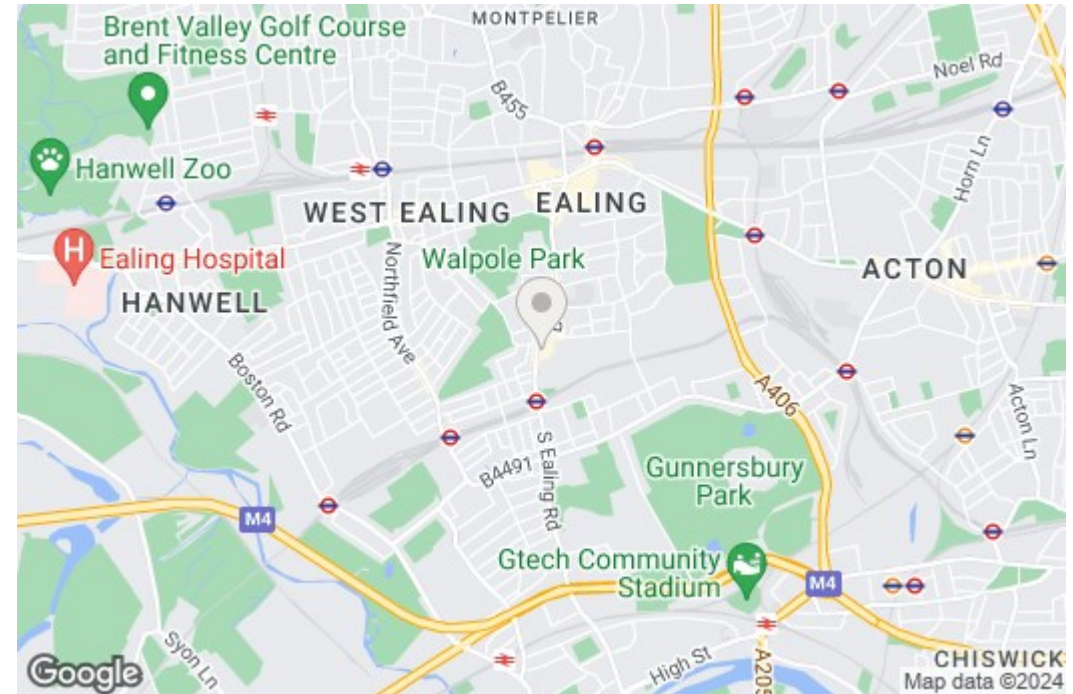 MONTPELIER
Brent Valley Golf Course
and Fitness Centre
Noel Rd
B455
Horn Ln
Hanwell Zoo
WEST EALING
EALING
Walpole Park
Ealing Hospital
ACTON
HANWELL
Northfield Ave
Boston Rd
A406
Acton Ln
S Ealing Rd
B4491
Gunnersbury
Park
M4
Gtech Community
Stadium
M4
Syon Ln
High St
A205
CHISWICK
Google
Map data ©2024